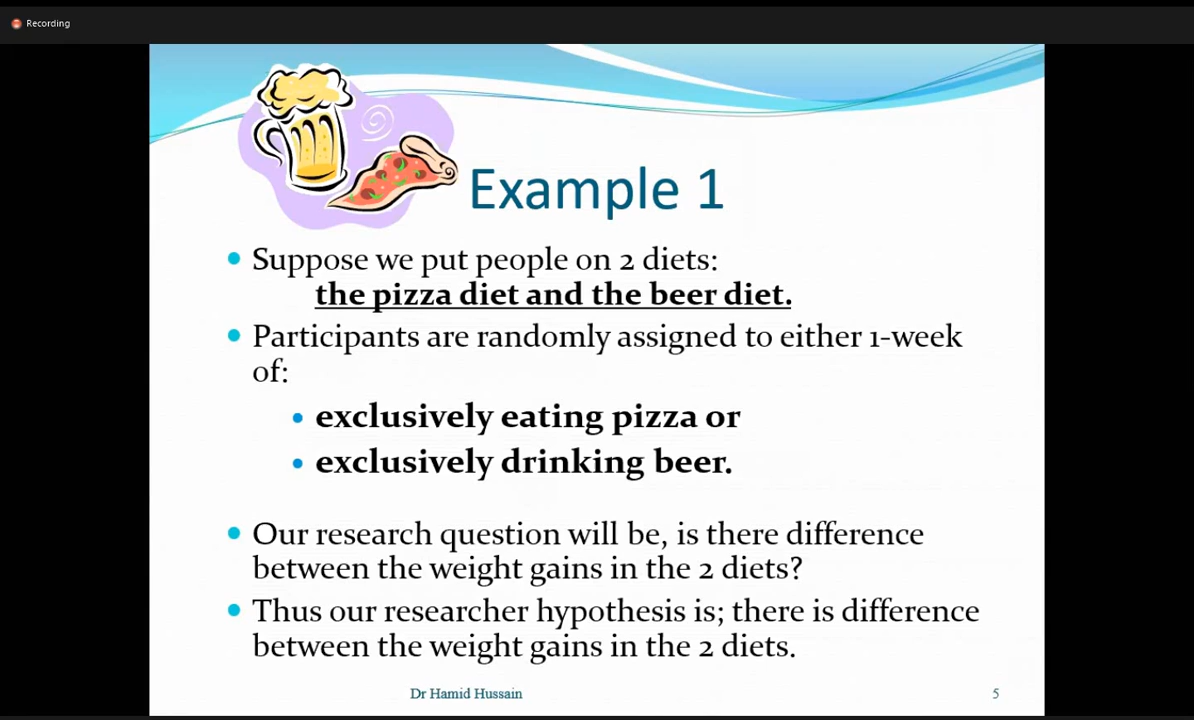 Recording
Example 1
Suppose we put people on 2 diets:
the pizza diet and the beer diet.
Participants are randomly assigned to either 1-week
of:
exclusively eating pizza or
exclusively drinking beer.
Our research question will be, is there difference
between the weight gains in the 2 diets?
Thus our researcher hypothesis is; there is difference
between the weight gains in the 2 diets.
Dr Hamid Hussain
5